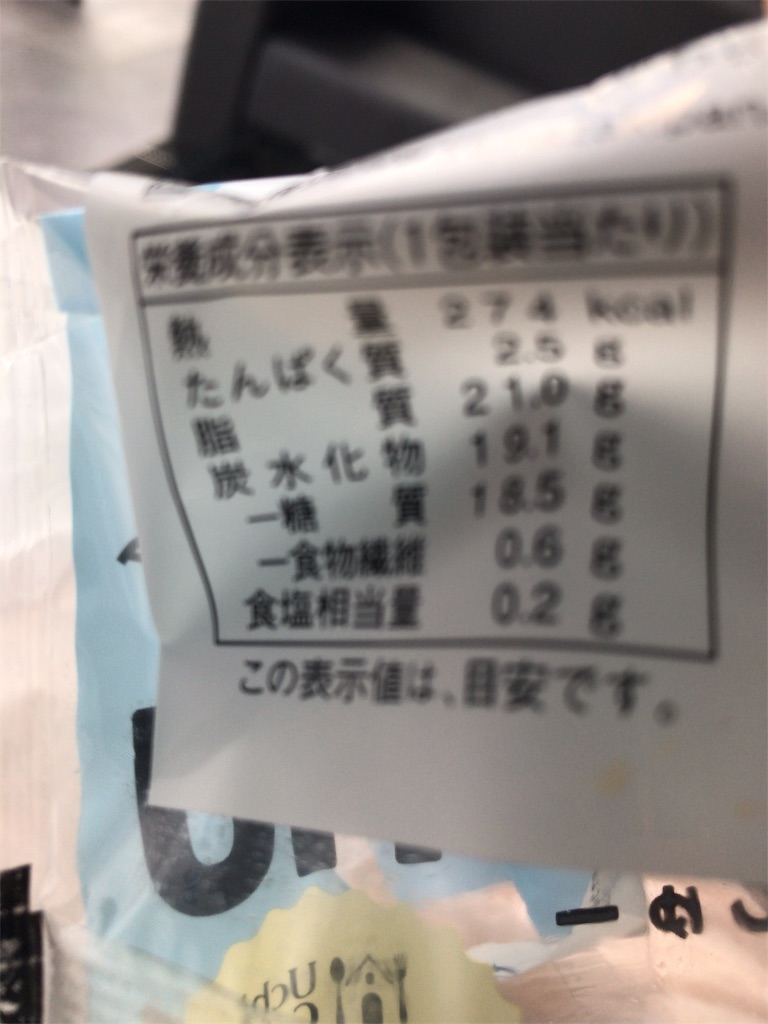 栄養成分表示(1包装当たり)
熱量 274 kcal
たんぱく質 2.5 g
脂質 21.0 g
炭水化物 19.1 g
－糖質 18.5 g
－食物繊維 0.6 g
食塩相当量 0.2 g
この表示値は、目安です。
Uchi